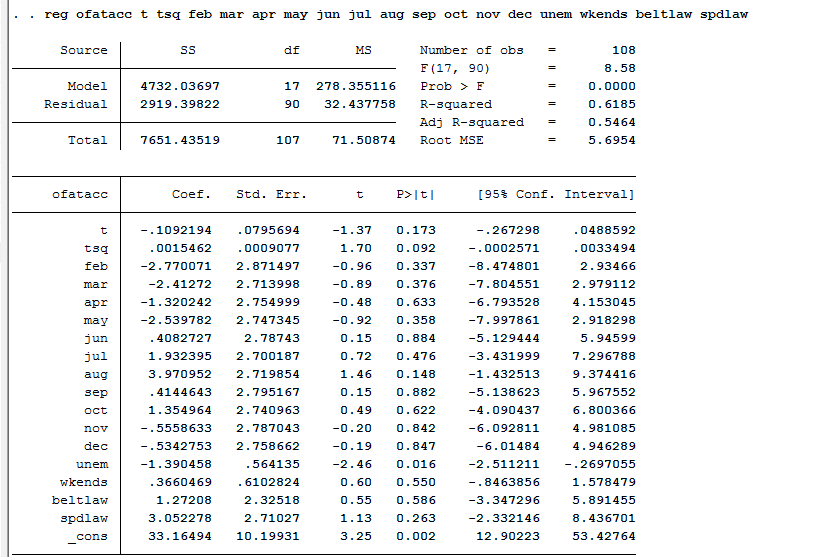 . . reg ofatacc t tsq feb mar apr may jun jul aug sep oct nov dec unem wkends beltlaw spdlaw
Source SS df MS Number of obs = 108
F(17, 90) = 8.58
Model 4732.03697 17 278.355116 Prob > F = 0.0000
Residual 2919.39822 90 32.437758 R-squared = 0.6185
Adj R-squared = 0.5464
Total 7651.43519 107 71.50874 Root MSE = 5.6954
ofatacc Coef. Std. Err. t P>|t| [95% Conf. Interval]
t -.1092194 .0795694 -1.37 0.173 -.267298 .0488592
tsq .0015462 .0009077 1.70 0.092 -.0002571 .0033494
feb -2.770071 2.871497 -0.96 0.337 -8.474801 2.93466
mar -2.41272 2.713998 -0.89 0.376 -7.804551 2.979112
apr -1.320242 2.754999 -0.48 0.633 -6.793528 4.153045
may -2.539782 2.747345 -0.92 0.358 -7.997861 2.918298
jun .4082727 2.78743 0.15 0.884 -5.129444 5.94599
jul 1.932395 2.700187 0.72 0.476 -3.431999 7.296788
aug 3.970952 2.719854 1.46 0.148 -1.432513 9.374416
sep .4144643 2.795167 0.15 0.882 -5.138623 5.967552
oct 1.354964 2.740963 0.49 0.622 -4.090437 6.800366
nov -.5558633 2.787043 -0.20 0.842 -6.092811 4.981085
dec -.5342753 2.758662 -0.19 0.847 -6.01484 4.946289
unem -1.390458 .564135 -2.46 0.016 -2.511211 -.2697055
wkends .3660469 .6102824 0.60 0.550 -.8463856 1.578479
beltlaw 1.27208 2.32518 0.55 0.586 -3.347296 5.891455
spdlaw 3.052278 2.71027 1.13 0.263 -2.332146 8.436701
_cons 33.16494 10.19931 3.25 0.002 12.90223 53.42764